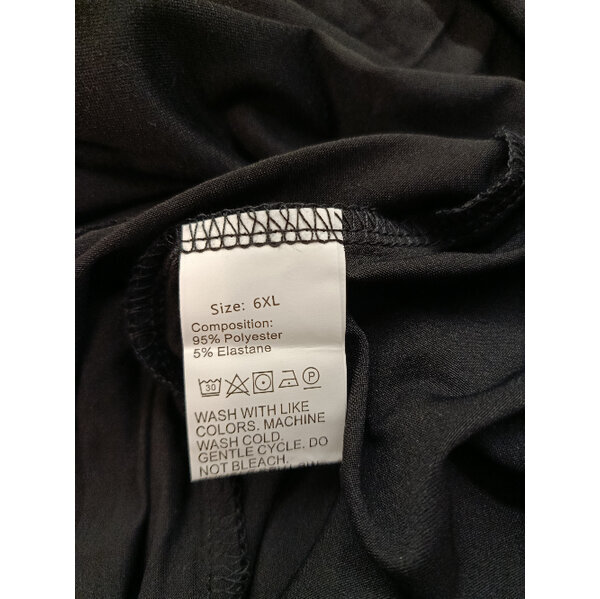 Size: 6XL
Composition:
95% Polyester
5% Elastane
30 P
WASH WITH LIKE
COLORS. MACHINE
WASH COLD.
GENTLE CYCLE. DO
NOT BLEACH.